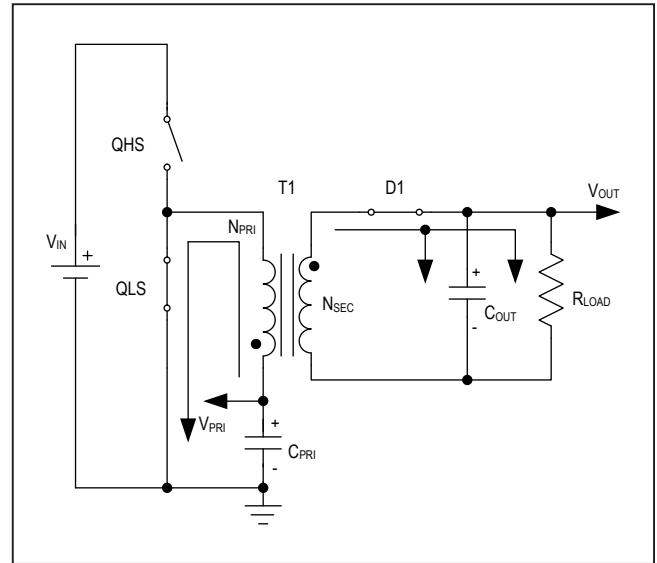 QHS
T1
D1
VOUT
NPRI
VIN
+
QLS
NSEC
+
COUT
-
RLOAD
VPRI
+
CPRI
-